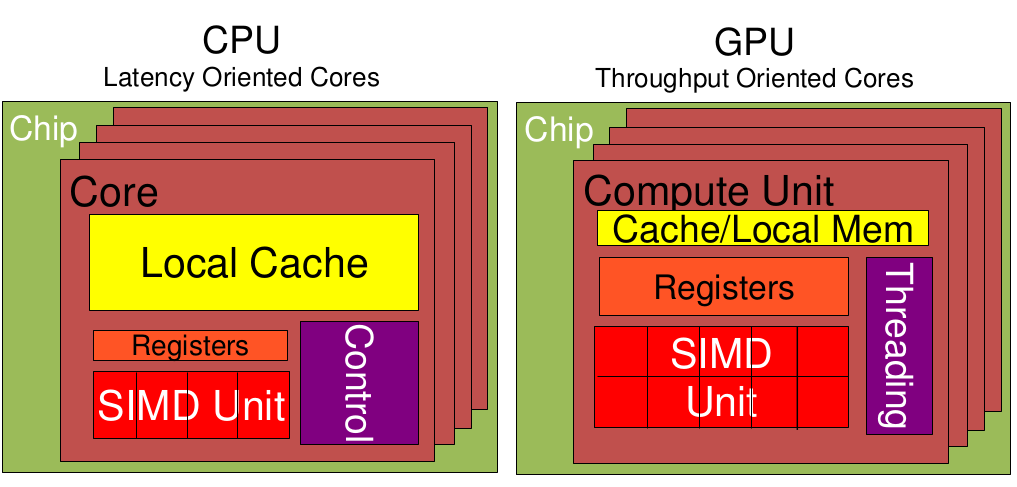 CPU
Latency Oriented Cores
Chip
Core
Local Cache
Registers
SIMD Unit
Control
GPU
Throughput Oriented Cores
Chip
Compute Unit
Cache/Local Mem
Registers
SIMD
Unit
Threading